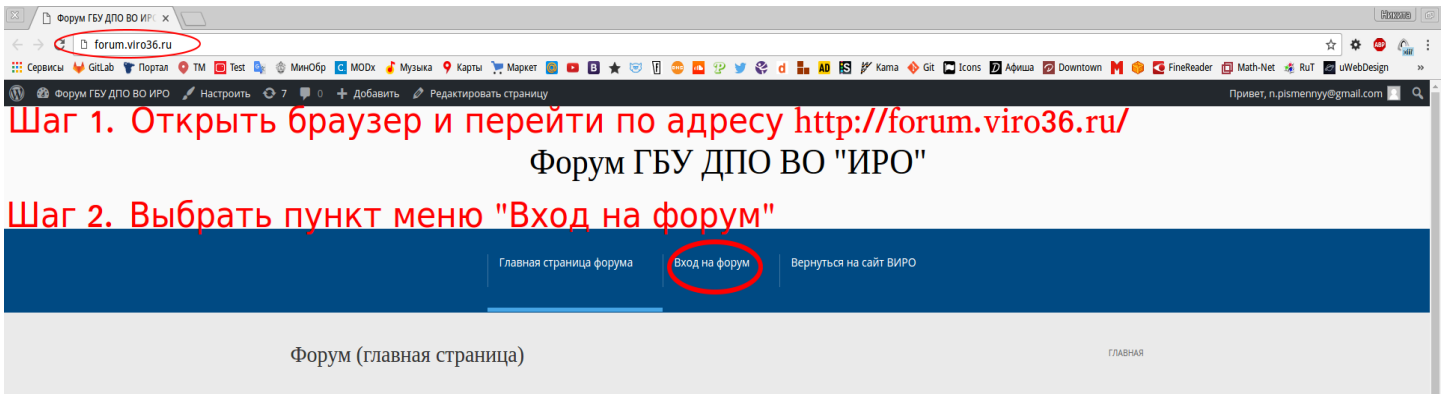 Форум ГБУ ДПО ВО ИРО
Никита
forum.viro36.ru
Сервисы GitLab Портал ТМ Test МинОбр MODx Музыка Карты Маркет Kama Git Icons Афиша Downtown FineReader Math-Net RuT uWebDesign »
Форум ГБУ ДПО ВО ИРО Настроить 7 0 Добавить Редактировать страницу Привет, n.pismennyy@gmail.com
Шаг 1. Открыть браузер и перейти по адресу http://forum.viro36.ru/
Форум ГБУ ДПО ВО "ИРО"
Шаг 2. Выбрать пункт меню "Вход на форум"
Главная страница форума Вход на форум Вернуться на сайт ВИРО
Форум (главная страница) ГЛАВНАЯ